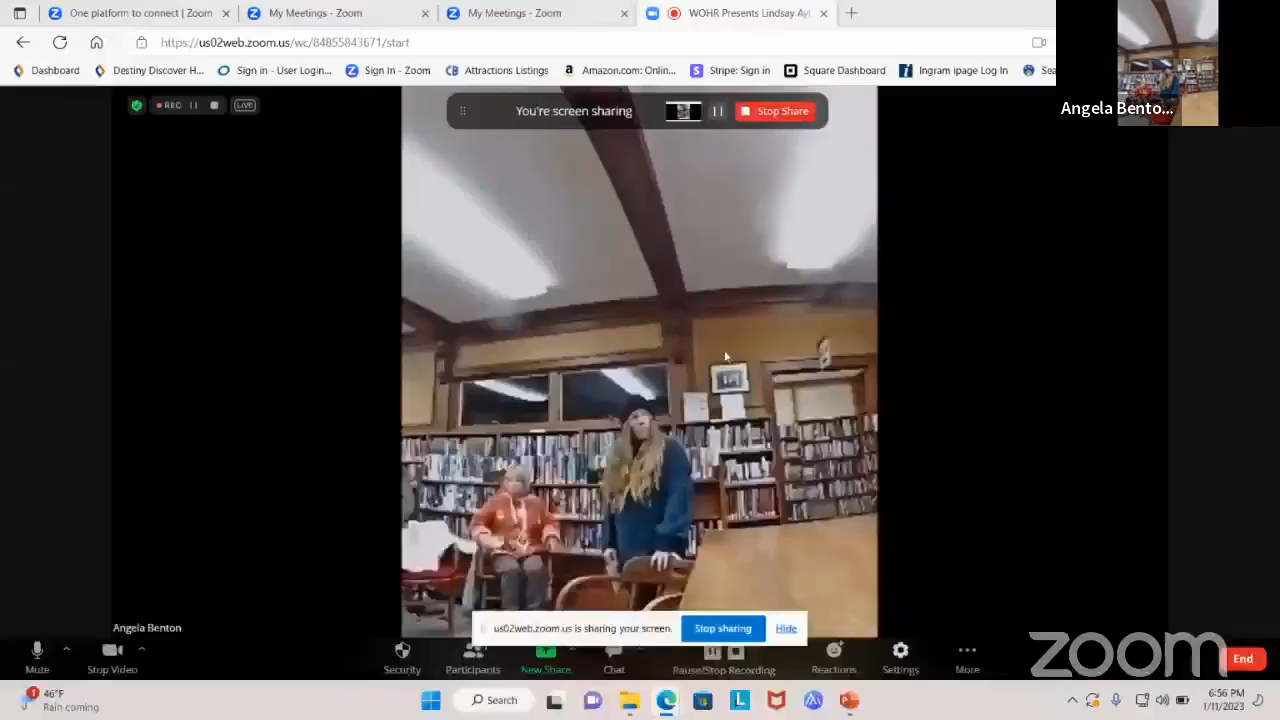 One platform to connect | Zoom
My Meetings - Zoom
My Meetings - Zoom
WOHR Presents Lindsay Ay
https://us02web.zoom.us/wc/84855843671/start
Dashboard
Destiny Discover H...
Sign in - User Login...
Sign In - Zoom
Attractions Listings
Amazon.com: Onlin...
Stripe: Sign in
Square Dashboard
Ingram ipage Log In
Sea
Angela Bento...
REC
LIVE
You're screen sharing
Stop Share
us02web.zoom.us is sharing your screen.
Stop sharing
Hide
Angela Benton
Mute
Stop Video
Security
Participants
New Share
Chat
Pause/Stop Recording
Reactions
Settings
More
End
zoom
46°F
Rain coming
Search
6:56 PM
1/11/2023